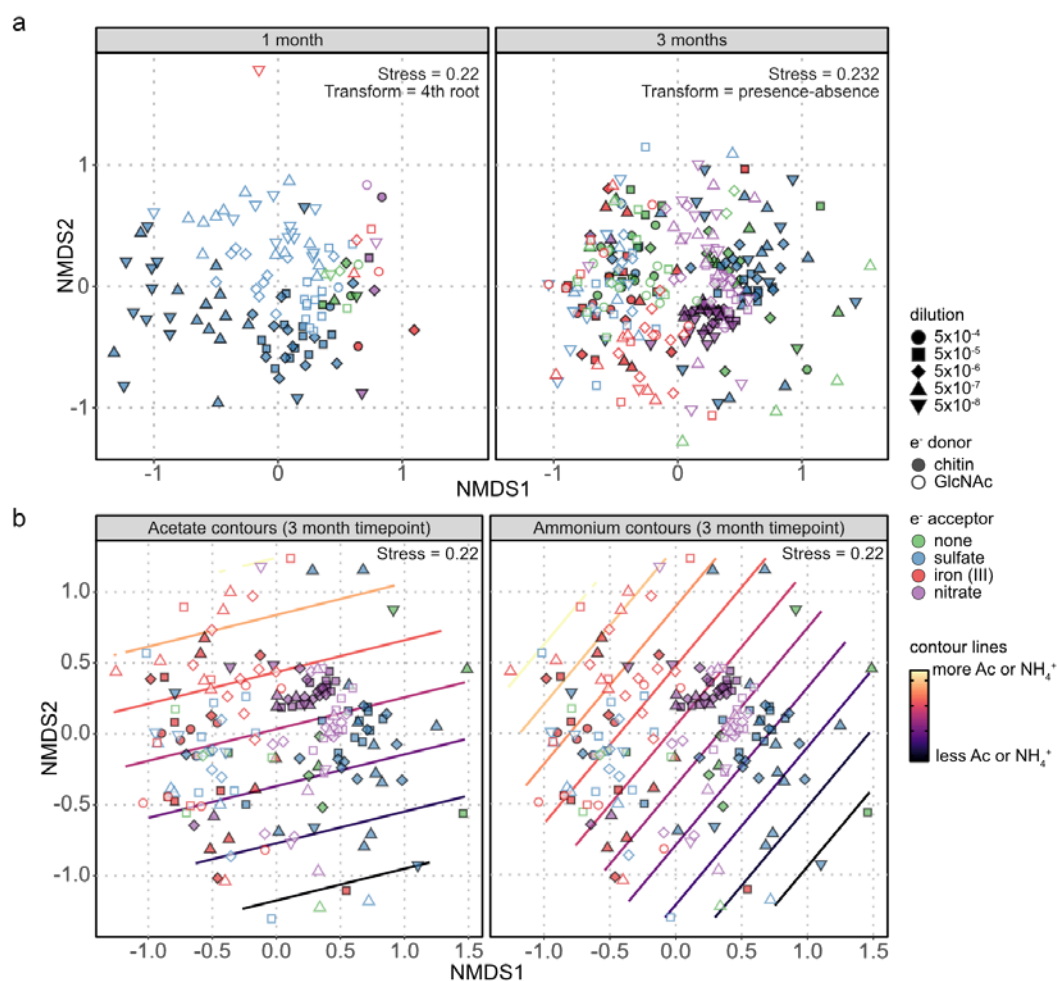 a
1 month
3 months
Stress = 0.22
Transform = 4th root
Stress = 0.232
Transform = presence-absence
1
0
-1
NMDS2
-1
0
1
-1
0
1
NMDS1
dilution
5x10⁻⁴
5x10⁻⁵
5x10⁻⁶
5x10⁻⁷
5x10⁻⁸
e⁻ donor
chitin
GlcNAc
e⁻ acceptor
none
sulfate
iron (III)
nitrate
contour lines
more Ac or NH₄⁺
less Ac or NH₄⁺
b
Acetate contours (3 month timepoint)
Ammonium contours (3 month timepoint)
Stress = 0.22
Stress = 0.22
1.0
0.5
0.0
-0.5
-1.0
NMDS2
-1.0
-0.5
0.0
0.5
1.0
1.5
-1.0
-0.5
0.0
0.5
1.0
1.5
NMDS1